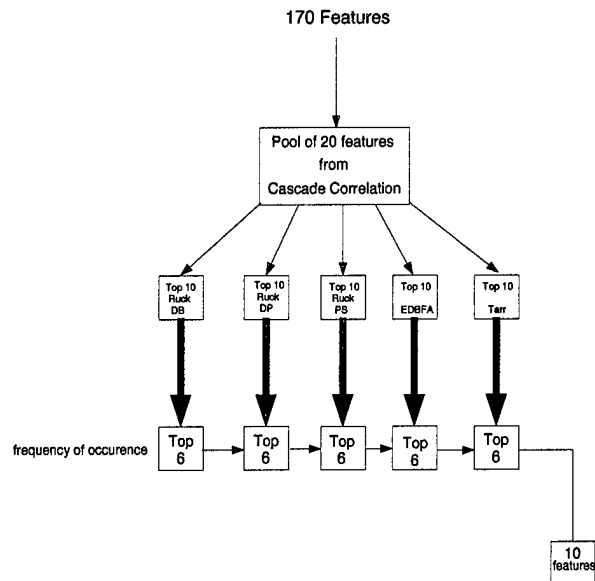 170 Features
Pool of 20 features
from
Cascade Correlation
Top 10
Ruck
DB
Top 10
Ruck
DP
Top 10
Ruck
PS
Top 10
EDBFA
Top 10
Tarr
frequency of occurence
Top
6
Top
6
Top
6
Top
6
Top
6
10
features